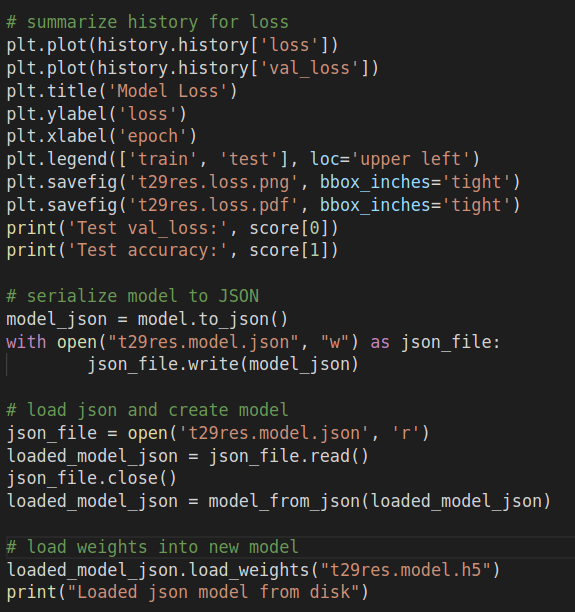 # summarize history for loss
plt.plot(history.history['loss'])
plt.plot(history.history['val_loss'])
plt.title('Model Loss')
plt.ylabel('loss')
plt.xlabel('epoch')
plt.legend(['train', 'test'], loc='upper left')
plt.savefig('t29res.loss.png', bbox_inches='tight')
plt.savefig('t29res.loss.pdf', bbox_inches='tight')
print('Test val_loss:', score[0])
print('Test accuracy:', score[1])

# serialize model to JSON
model_json = model.to_json()
with open("t29res.model.json", "w") as json_file:
        json_file.write(model_json)

# load json and create model
json_file = open('t29res.model.json', 'r')
loaded_model_json = json_file.read()
json_file.close()
loaded_model_json = model_from_json(loaded_model_json)

# load weights into new model
loaded_model_json.load_weights("t29res.model.h5")
print("Loaded json model from disk")